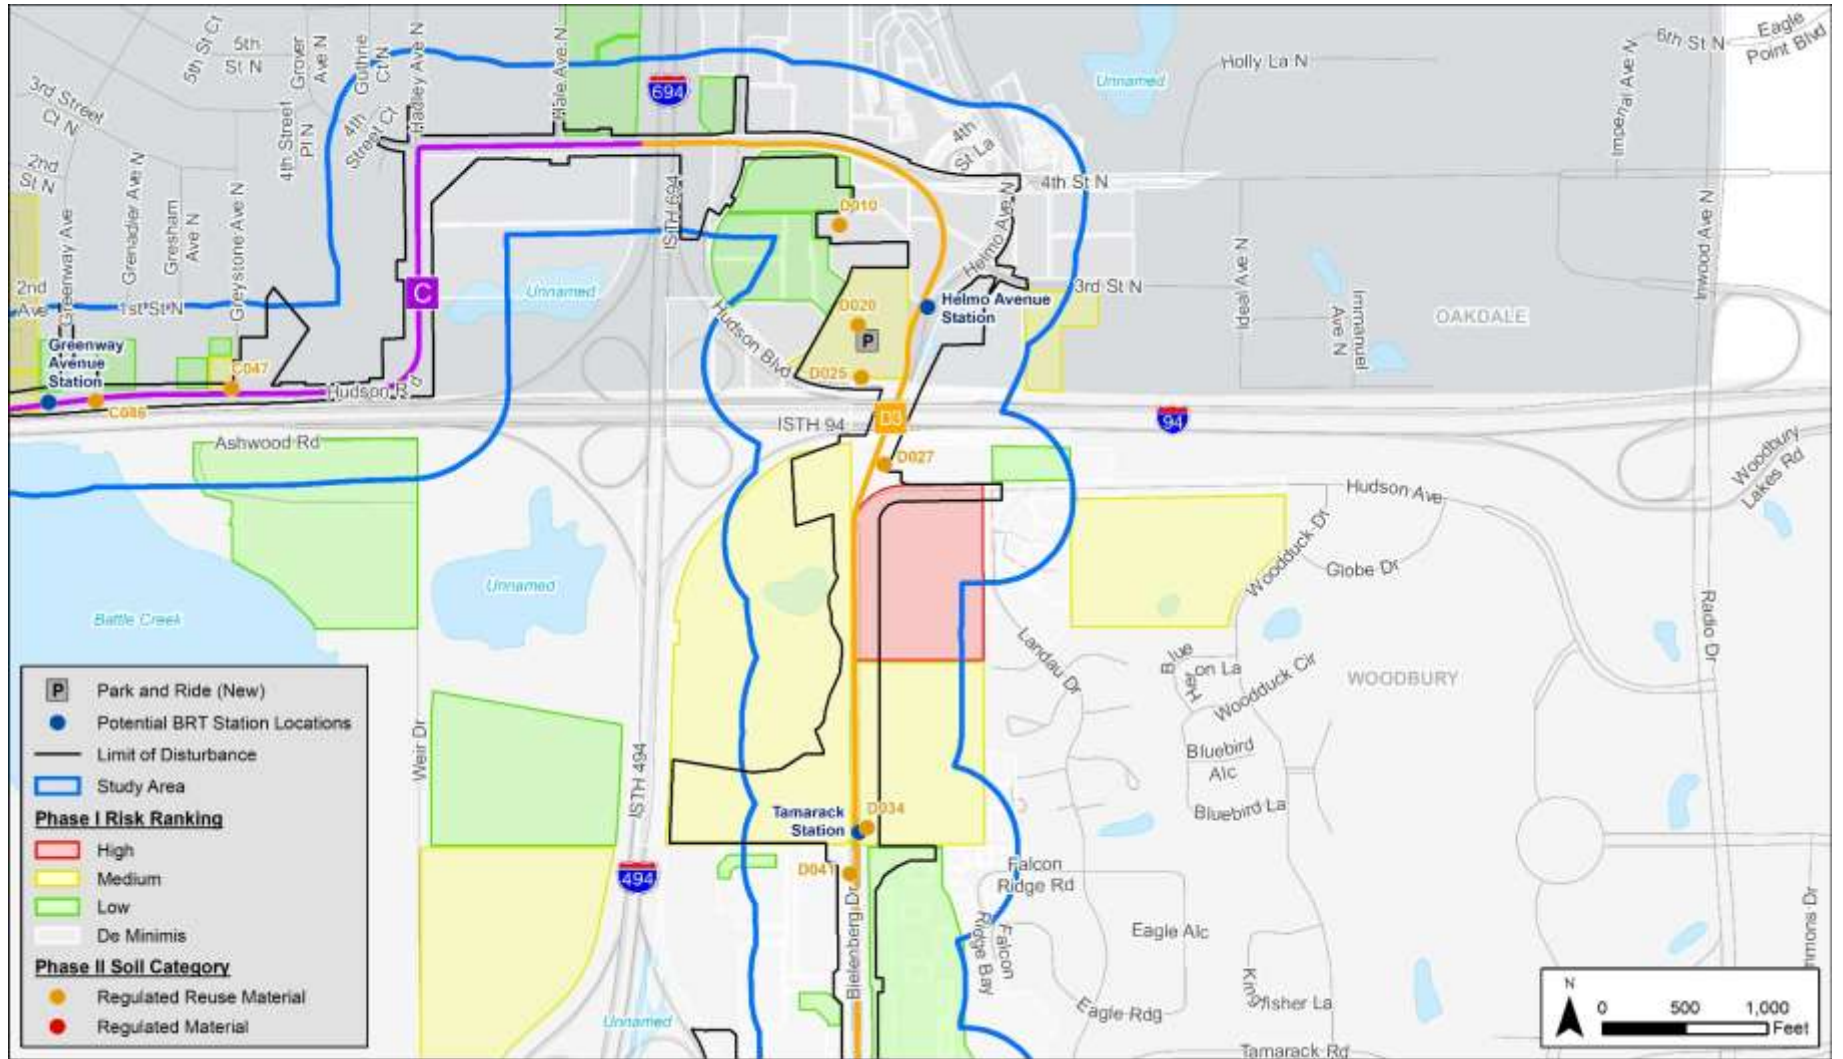 5th St Ct
5th
St N
Grover
Ave N
Guthrie
Ct N
Hadley Ave N
Hale Ave N
694
Unnamed
Holly La N
Imperial Ave N
6th St N
Eagle
Point Blvd
3rd Street
Ct N
4th Street
Pl N
4th
Street Ct
4th
St La
2nd
St N
Greenway Ave
Grenadier Ave N
Gresham
Ave N
Greystone Ave N
ISTH 694
D010
Helmo Ave N
4th St N
Inwood Ave N
2nd
Ave
1st St N
C
Unnamed
Hudson Blvd
D020
P
Helmo Avenue
Station
3rd St N
Ideal Ave N
Immanuel
Ave N
OAKDALE
Greenway
Avenue
Station
C047
C046
Hudson Rd
D025
ISTH 94
D3
94
Ashwood Rd
D027
Woodbury
Lakes Rd
Hudson Ave
Battle Creek
Unnamed
Woodduck Dr
Globe Dr
Radio Dr
Landau Dr
Blue
Heron La
Woodduck Cir
WOODBURY
Weir Dr
ISTH 494
Bluebird
Alc
Bluebird La
Tamarack
Station
D034
D041
494
Bielenberg Dr
Falcon
Ridge Rd
Falcon
Ridge Bay
Eagle Alc
Eagle Rdg
Kingfisher La
Unnamed
Tamarack Rd
mmons Dr
P Park and Ride (New)
Potential BRT Station Locations
Limit of Disturbance
Study Area
Phase I Risk Ranking
High
Medium
Low
De Minimis
Phase II Soil Category
Regulated Reuse Material
Regulated Material
N
0 500 1,000
Feet